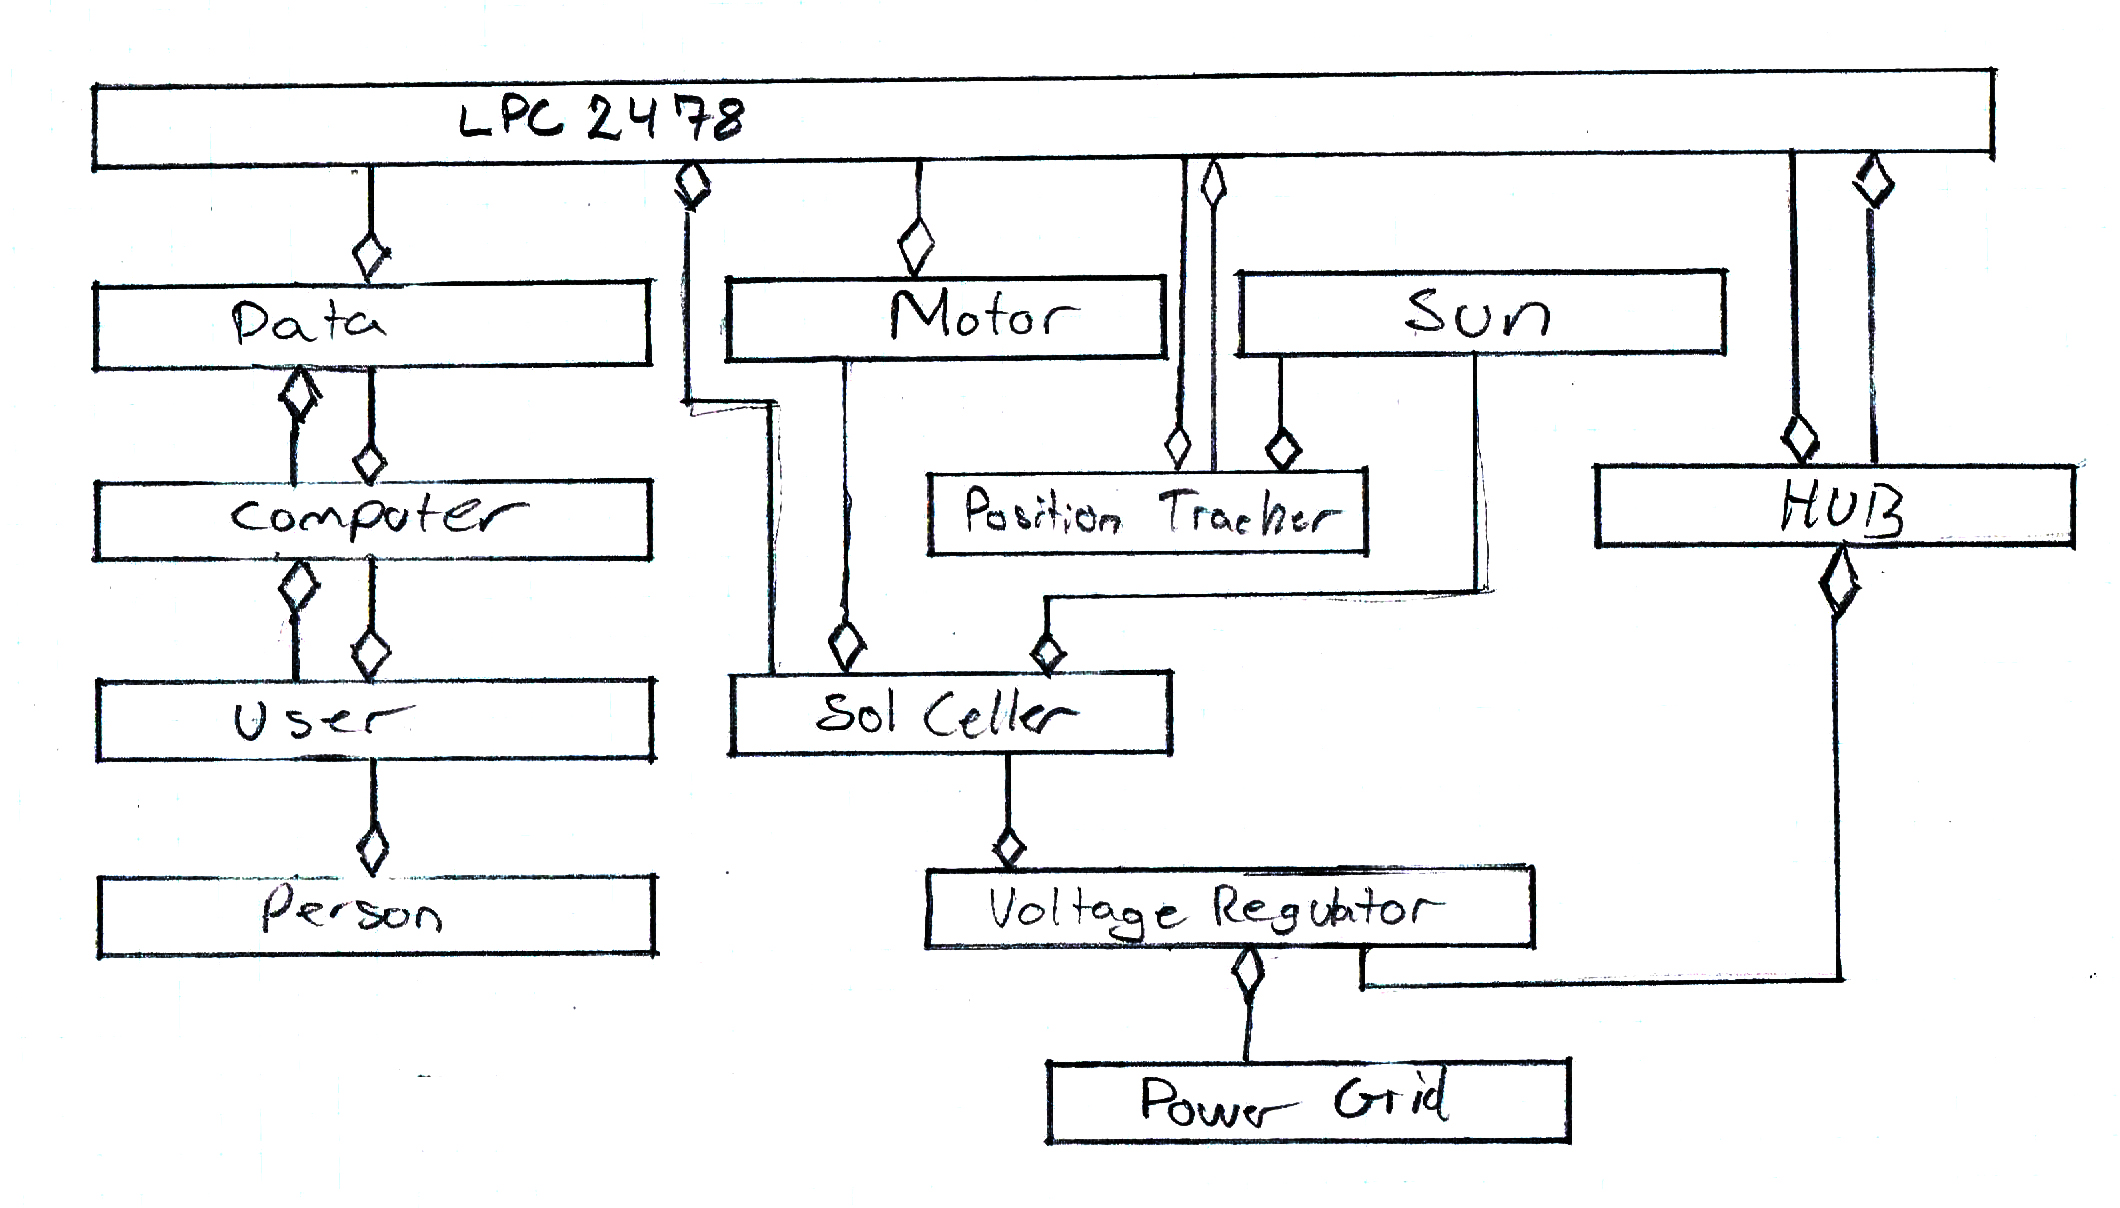 LPC 2478
Data
Motor
Sun
Computer
Position Tracker
HUB
User
Sol Celler
Person
Voltage Regulator
Power Grid